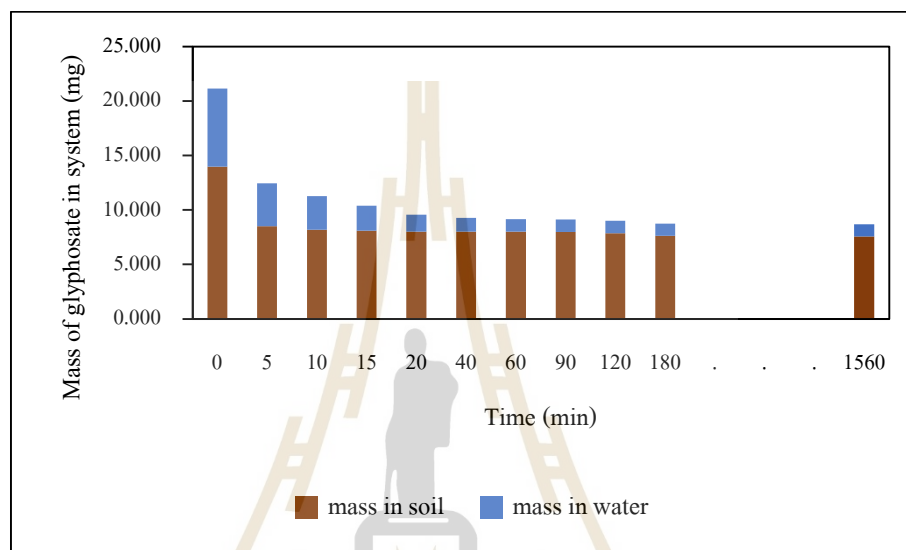 Mass of glyphosate in system (mg)
25.000
20.000
15.000
10.000
5.000
0.000
0 5 10 15 20 40 60 90 120 180 . . . 1560
Time (min)
mass in soil mass in water